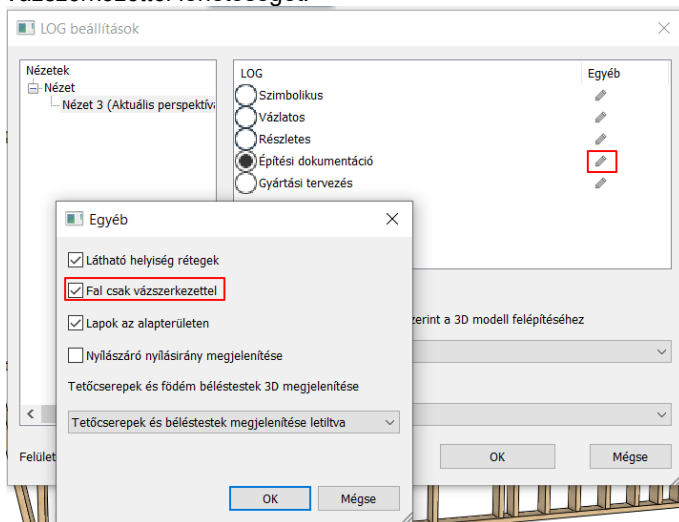 LOG beállítások
Nézetek
Nézet
Nézet 3 (Aktuális perspektíva
LOG
Egyéb
Szimbolikus
Vázlatos
Részletes
Építési dokumentáció
Gyártási tervezés
Egyéb
Látható helyiség rétegek
Fal csak vázszerkezettel
Lapok az alapterületen
Nyílászáró nyílásirány megjelenítése
Tetőcserepek és födém béléstestek 3D megjelenítése
Tetőcserepek és béléstestek megjelenítése letiltva
OK
Mégse
szerint a 3D modell felépítéséhez
Felület
OK
Mégse